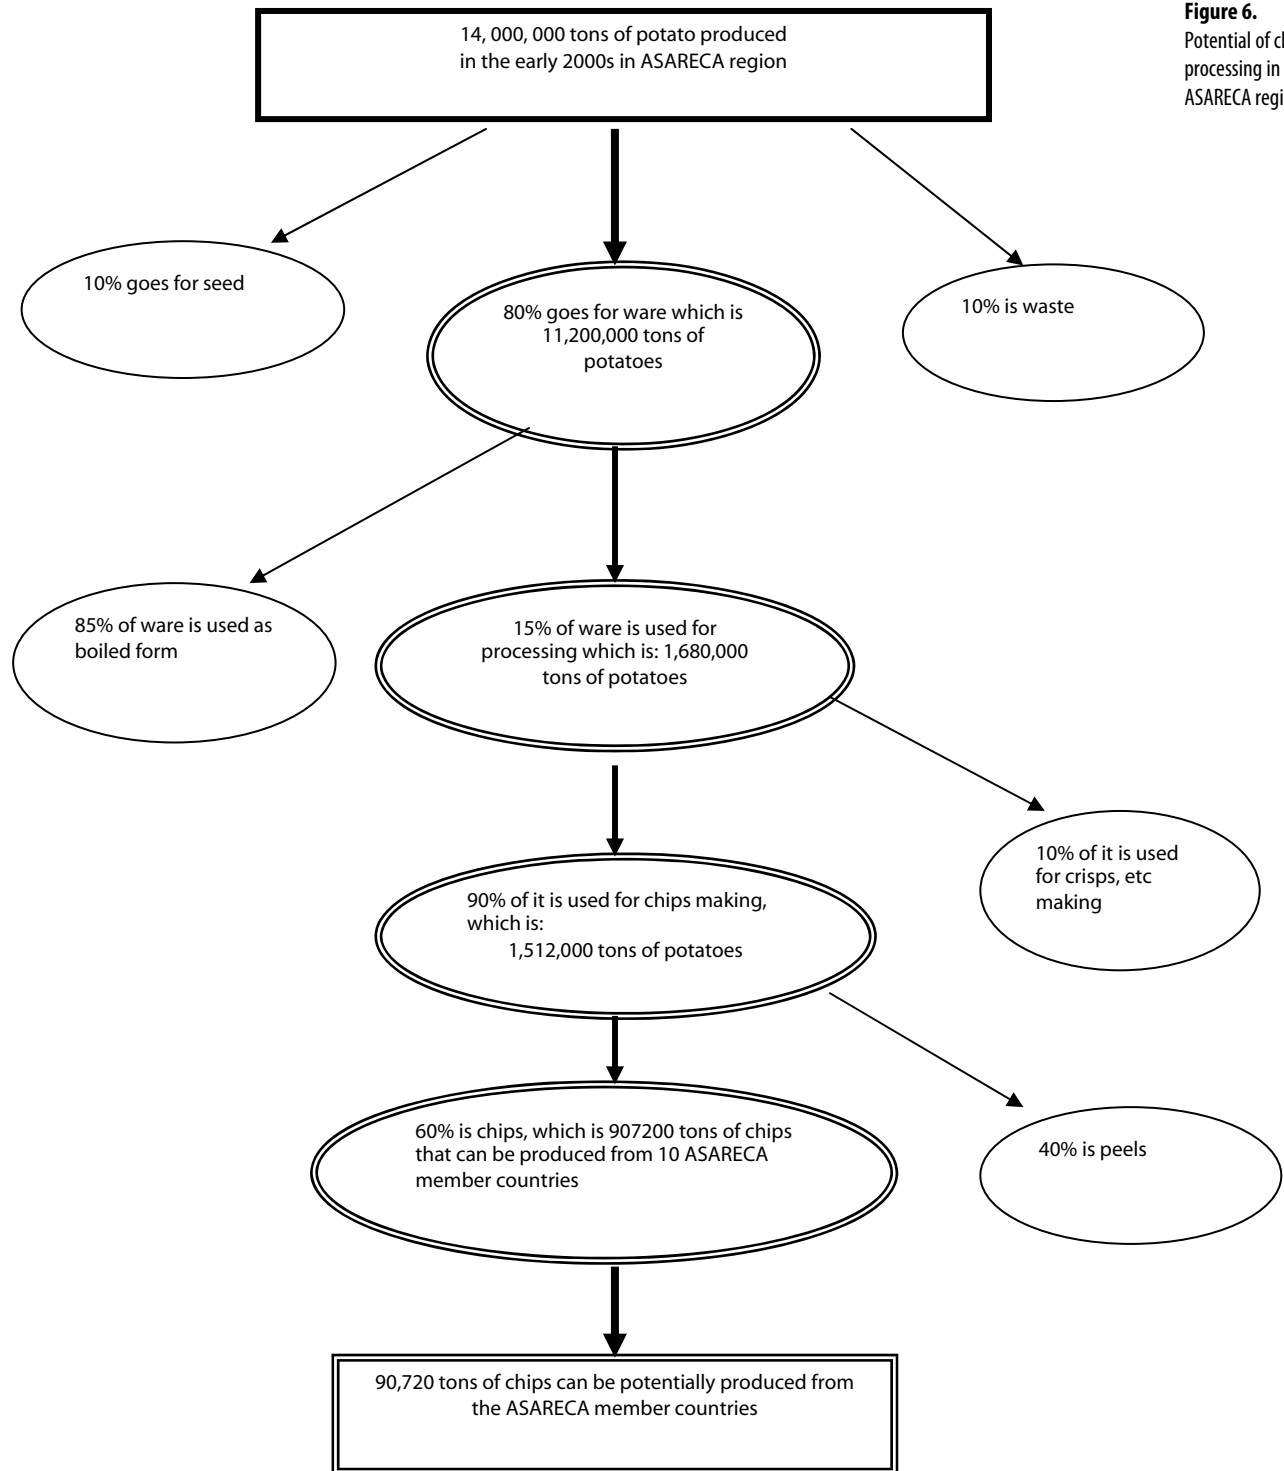 Figure 6.
Potential of
processing in
ASARECA
14, 000, 000 tons of potato produced
in the early 2000s in ASARECA region
10% goes for seed
80% goes for ware which is
11,200,000 tons of
potatoes
10% is waste
85% of ware is used as
boiled form
15% of ware is used for
processing which is: 1,680,000
tons of potatoes
10% of it is used
for crisps, etc
making
90% of it is used for chips making,
which is:
1,512,000 tons of potatoes
60% is chips, which is 907200 tons of chips
that can be produced from 10 ASARECA
member countries
40% is peels
90,720 tons of chips can be potentially produced from
the ASARECA member countries